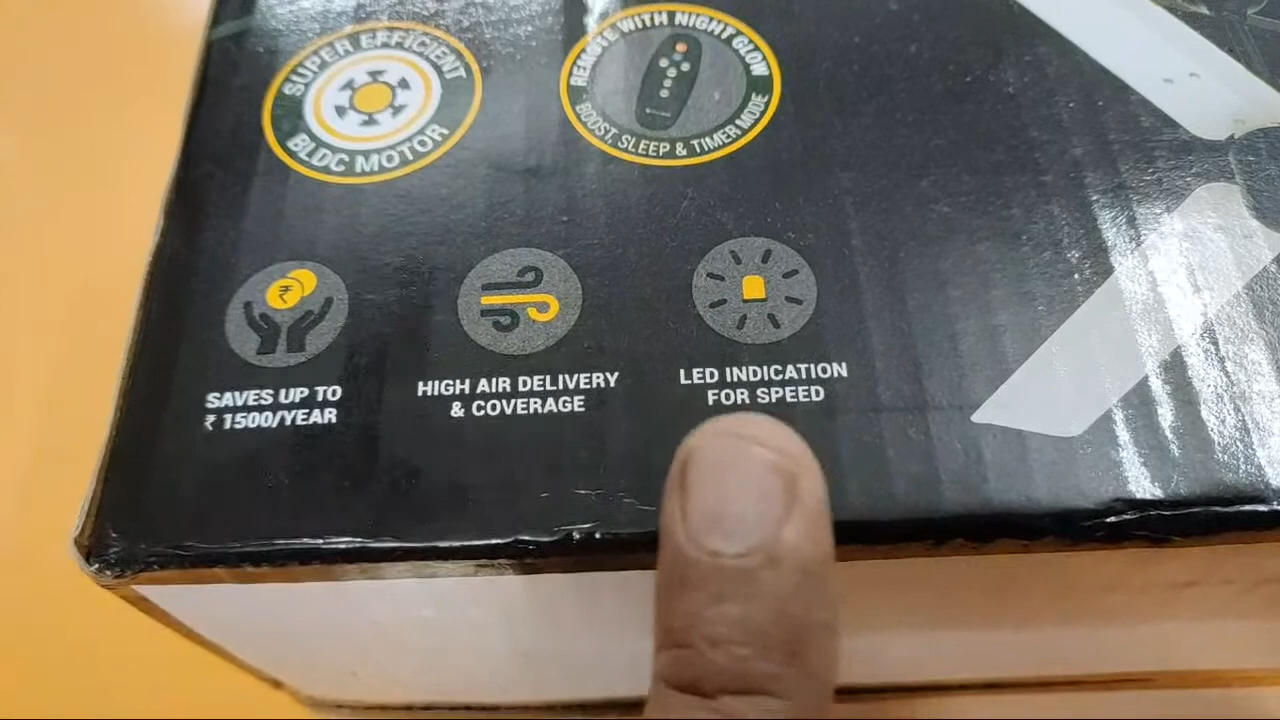 SUPER EFFICIENT
BLDC MOTOR
REMOTE WITH NIGHT GLOW
BOOST, SLEEP & TIMER MODE
₹
SAVES UP TO
₹ 1500/YEAR
HIGH AIR DELIVERY
& COVERAGE
LED INDICATION
FOR SPEED